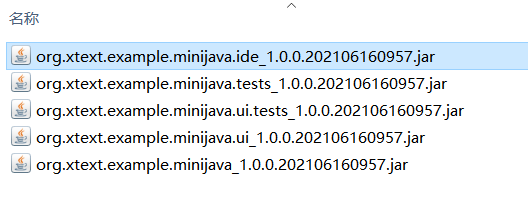 名称
org.xtext.example.minijava.ide_1.0.0.202106160957.jar
org.xtext.example.minijava.tests_1.0.0.202106160957.jar
org.xtext.example.minijava.ui.tests_1.0.0.202106160957.jar
org.xtext.example.minijava.ui_1.0.0.202106160957.jar
org.xtext.example.minijava_1.0.0.202106160957.jar